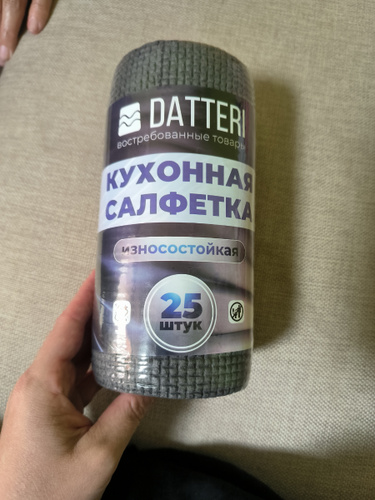 DATTERI
востребованные товары
КУХОННАЯ
САЛФЕТКА
износостойкая
25
штук